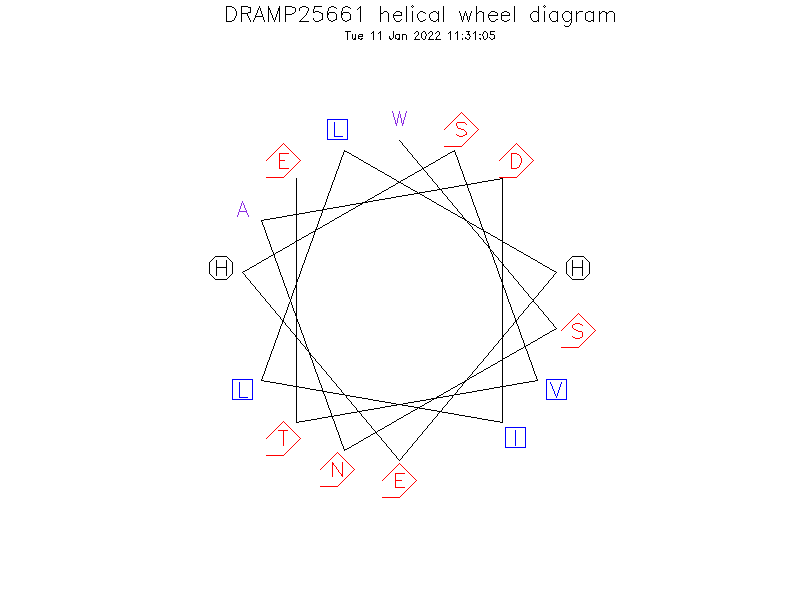 DRAMP25661 helical wheel diagram
Tue 11 Jan 2022 11:31:05
L W S
E D
A
H H
S
L V
T I
N E